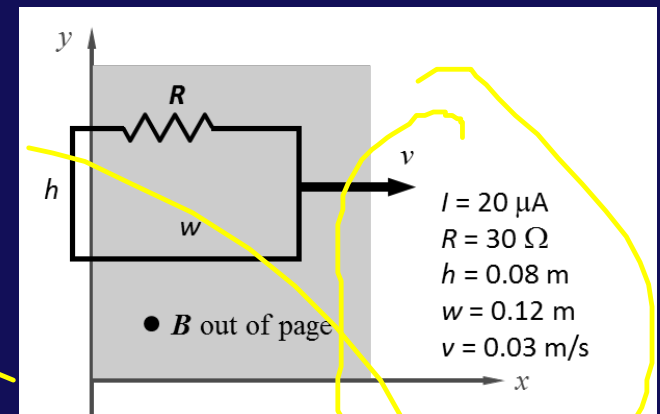 y
R
v
h
w
I = 20 μA
R = 30 Ω
h = 0.08 m
w = 0.12 m
v = 0.03 m/s
B out of page
x